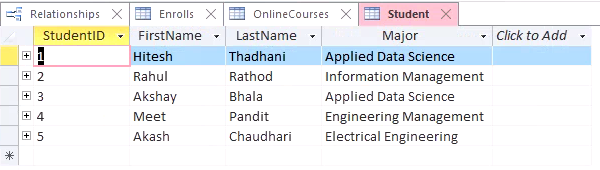 Relationships Enrolls OnlineCourses Student
StudentID FirstName LastName Major Click to Add
1 Hitesh Thadhani Applied Data Science
2 Rahul Rathod Information Management
3 Akshay Bhala Applied Data Science
4 Meet Pandit Engineering Management
5 Akash Chaudhari Electrical Engineering